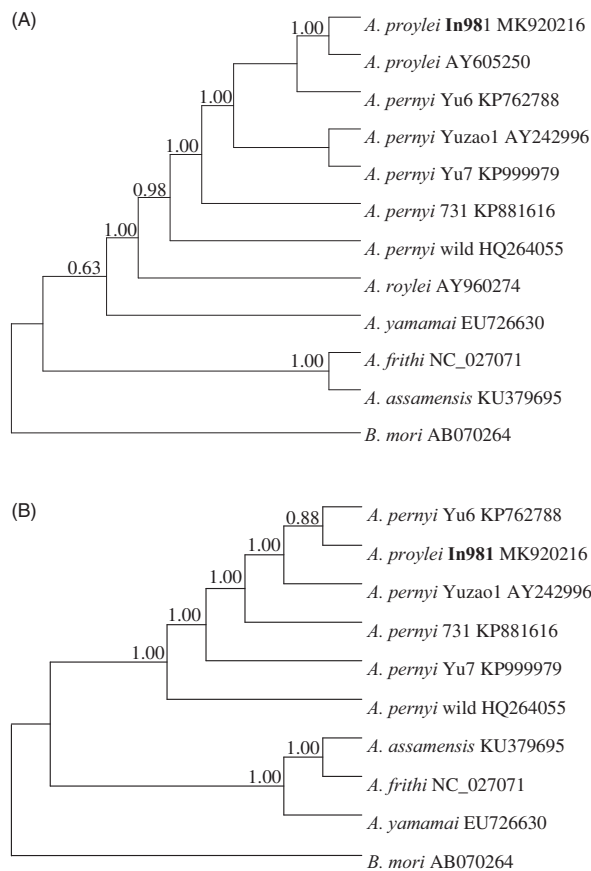 (A)
1.00
A. proylei In981 MK920216
A. proylei AY605250
1.00
A. pernyi Yu6 KP762788
1.00
A. pernyi Yuzao1 AY242996
A. pernyi Yu7 KP999979
0.98
A. pernyi 731 KP881616
1.00
A. pernyi wild HQ264055
0.63
A. roylei AY960274
A. yamamai EU726630
1.00
A. frithi NC_027071
A. assamensis KU379695
B. mori AB070264
(B)
A. pernyi Yu6 KP762788
0.88
A. proylei In981 MK920216
1.00
A. pernyi Yuzao1 AY242996
1.00
A. pernyi 731 KP881616
1.00
A. pernyi Yu7 KP999979
1.00
A. pernyi wild HQ264055
A. assamensis KU379695
1.00
A. frithi NC_027071
1.00
A. yamamai EU726630
B. mori AB070264